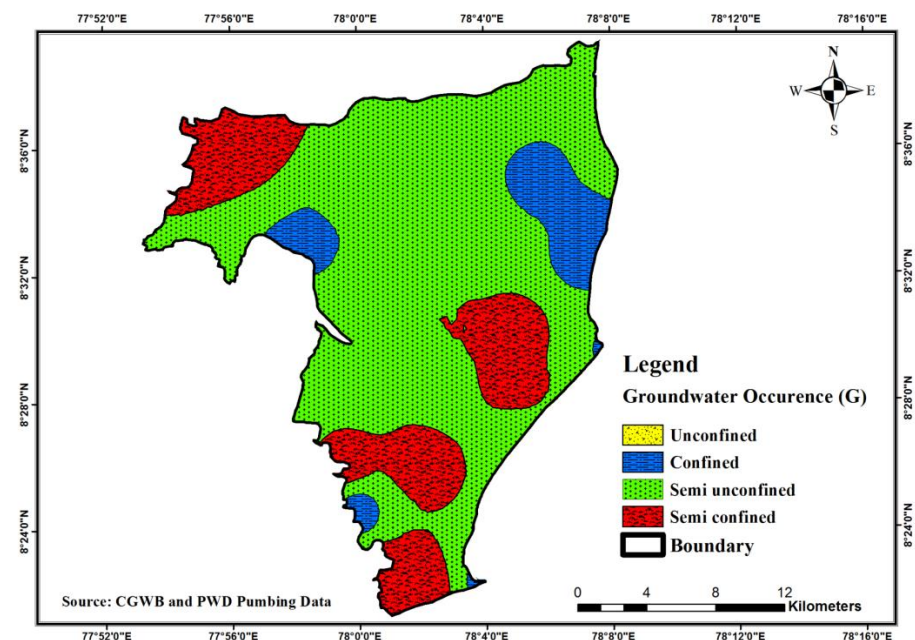 77°52'0"E 77°56'0"E 78°0'0"E 78°4'0"E 78°8'0"E 78°12'0"E 78°16'0"E
N
W E
S
8°36'0"N 8°36'0"N
8°32'0"N 8°32'0"N
Legend
Groundwater Occurence (G)
8°28'0"N 8°28'0"N
Unconfined
Confined
Semi unconfined
Semi confined
8°24'0"N 8°24'0"N
Boundary
0 4 8 12
Kilometers
Source: CGWB and PWD Pumbing Data
77°52'0"E 77°56'0"E 78°0'0"E 78°4'0"E 78°8'0"E 78°12'0"E 78°16'0"E